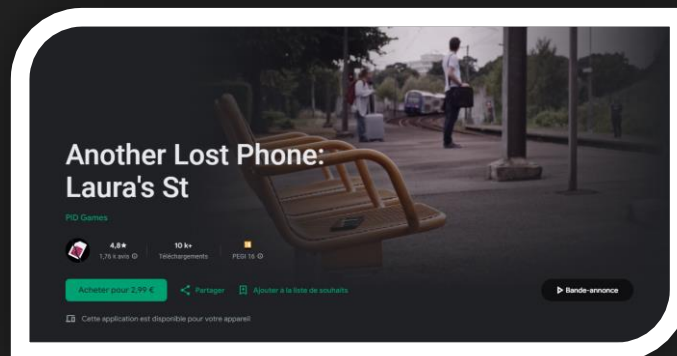 Another Lost Phone:
Laura's St
PID Games
4,8★
1,76 k avis
10 k+
Téléchargements
PEGI 16
Acheter pour 2,99 €
Partager
Ajouter à la liste de souhaits
Bande-annonce
Cette application est disponible pour votre appareil